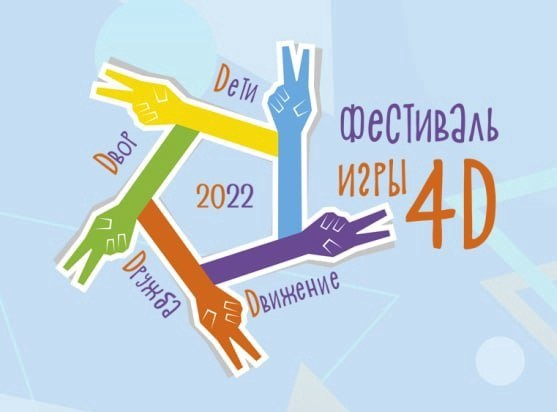 Dети
Dвор
2022
Dружба
Dвижение
Фестиваль
игры 4D